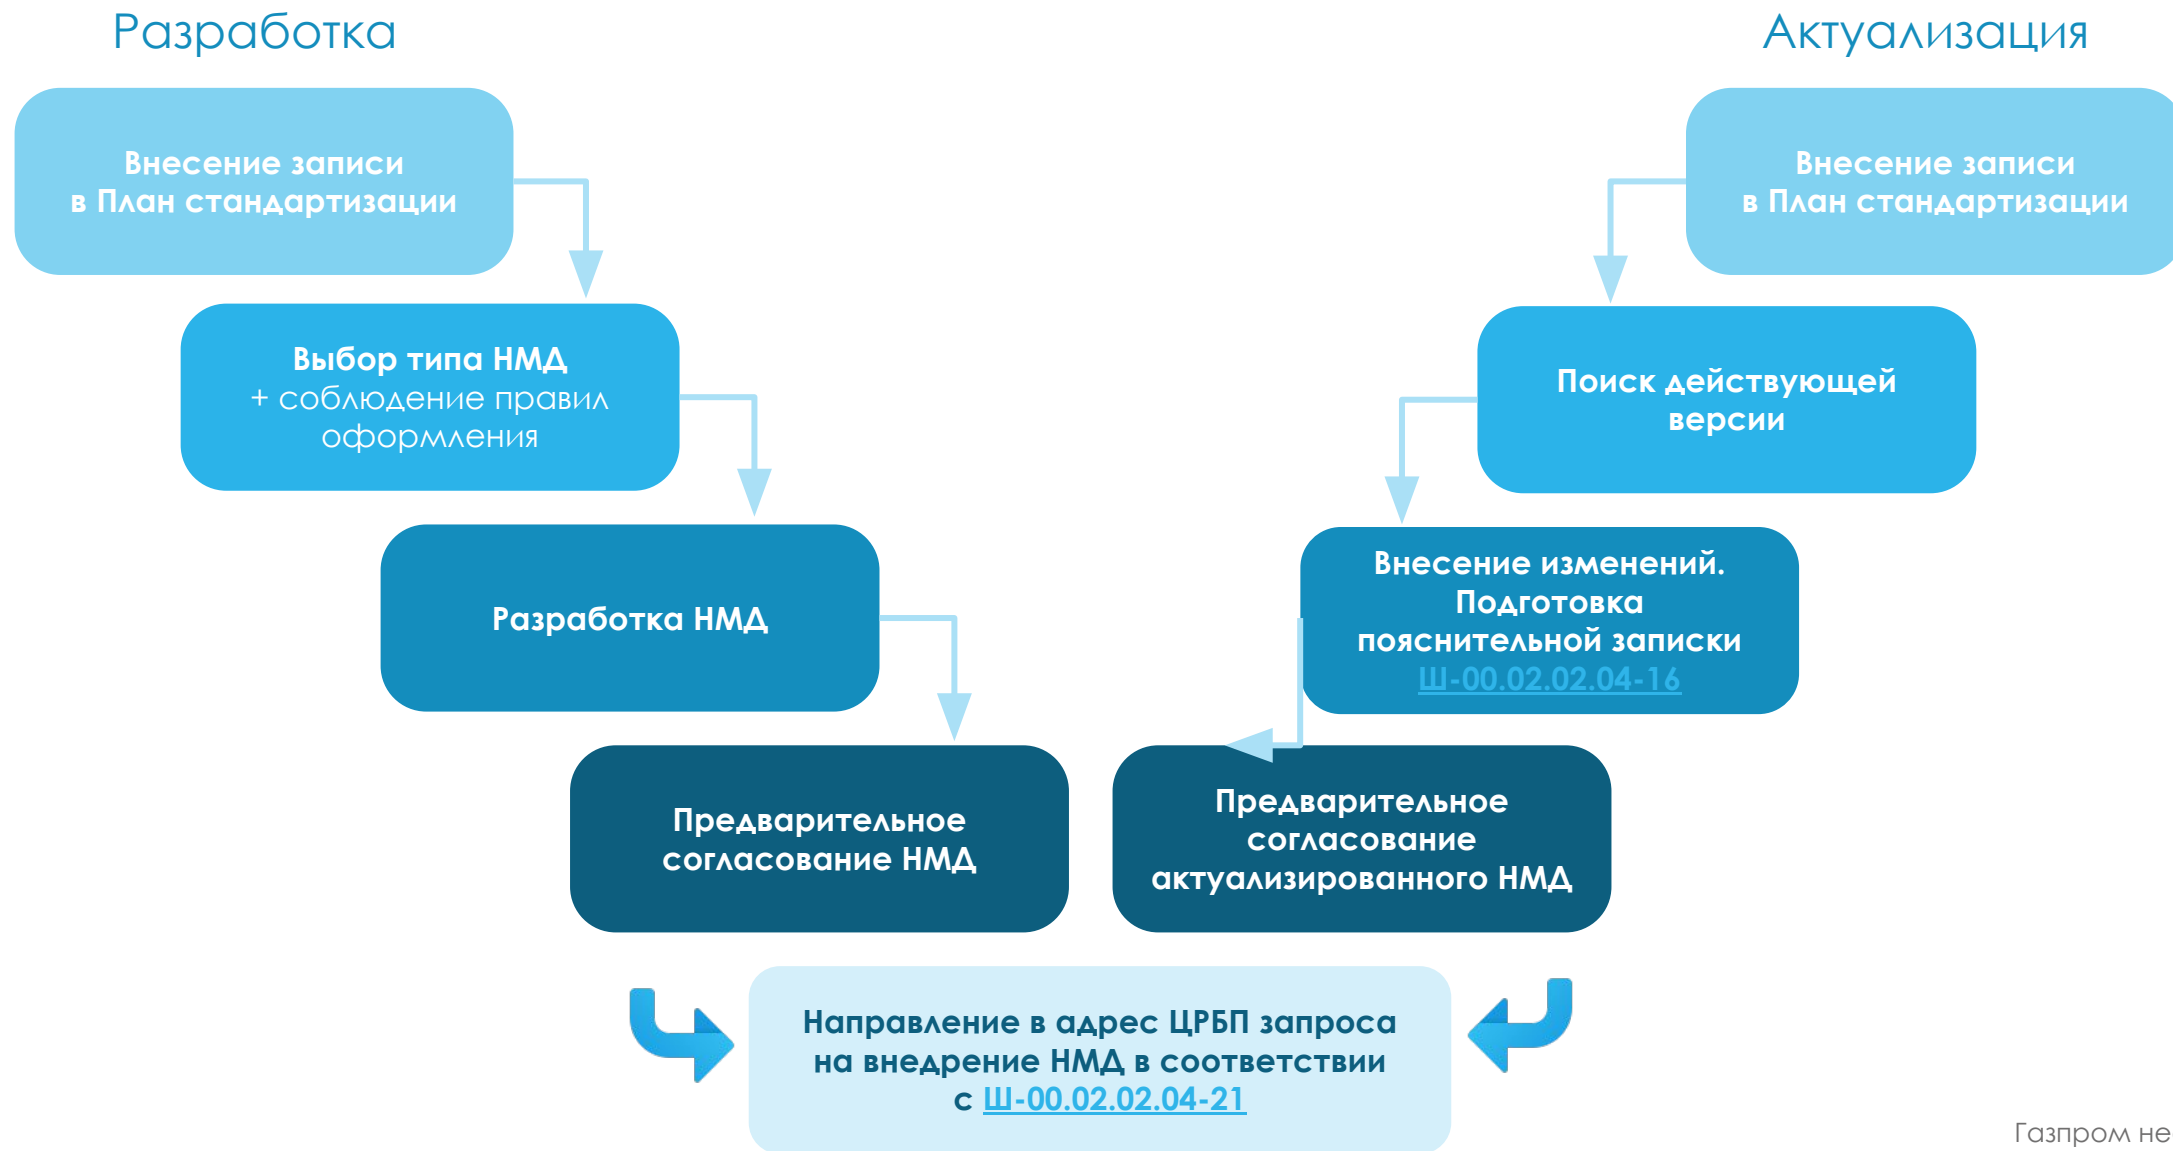 Разработка
Внесение записи
в План стандартизации
Выбор типа НМД
+ соблюдение правил
оформления
Разработка НМД
Предварительное
согласование НМД
Актуализация
Внесение записи
в План стандартизации
Поиск действующей
версии
Внесение изменений.
Подготовка
пояснительной записки
Ш-00.02.02.04-16
Предварительное
согласование
актуализированного НМД
Направление в адрес ЦРБП запроса
на внедрение НМД в соответствии
с Ш-00.02.02.04-21
Газпром не